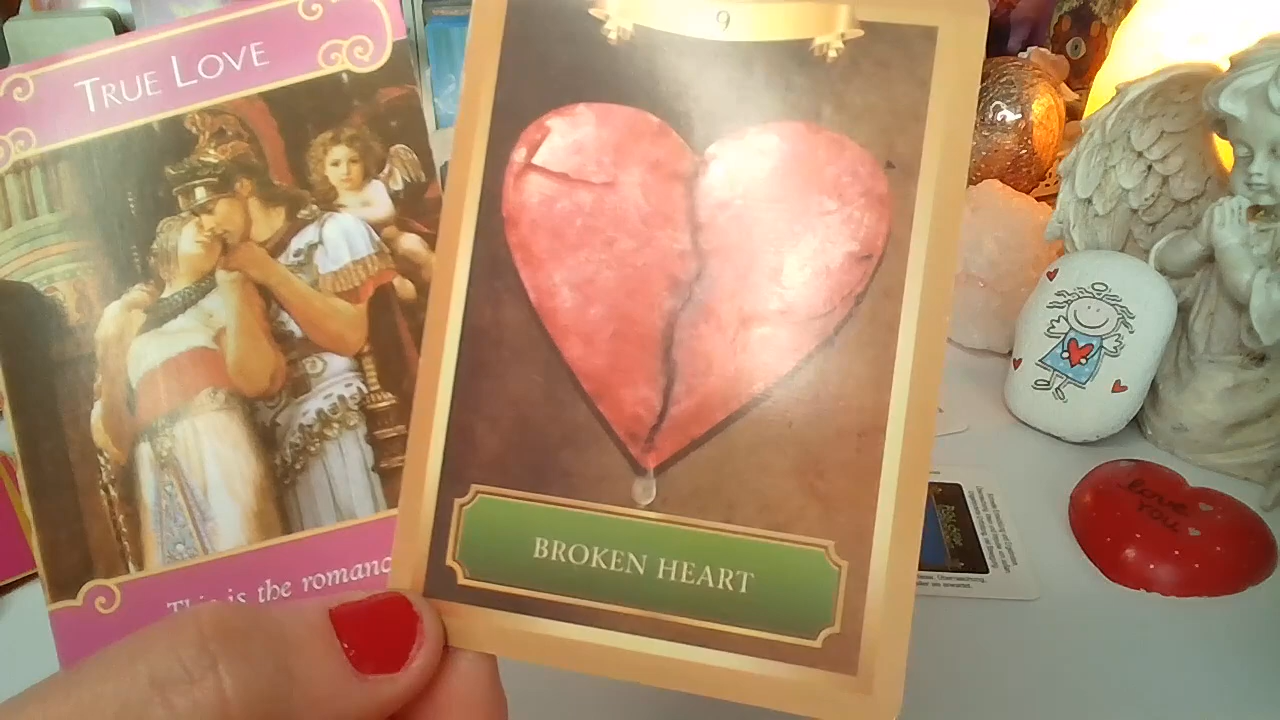 TRUE LOVE
This is the romanc
9
BROKEN HEART
love
You